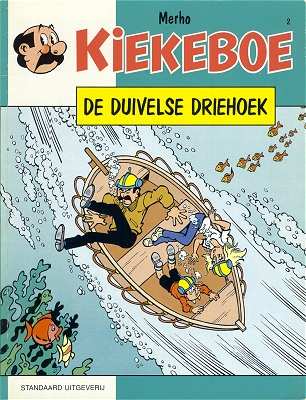 Merho
KIEKEBOE
2
DE DUIVELSE DRIEHOEK
STANDAARD UITGEVERIJ